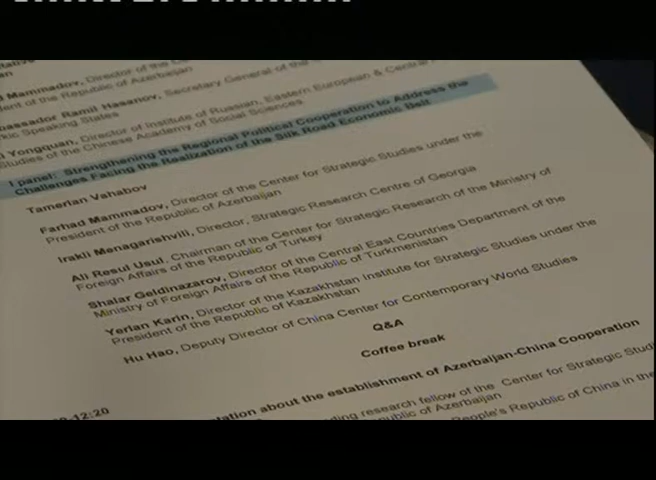 Mammadov, Director of the
of the Republic of Azerbaijan
Ramil Hasanov, Secretary General of the
Speaking States
Yongquan, Director of Institute of Russian, Eastern European & Central
Studies of the Chinese Academy of Social Sciences
I panel: Strengthening the Regional Political Cooperation to Address the
Challenges Facing the Realization of the Silk Road Economic Belt
Tamerlan Vahabov
Farhad Mammadov, Director of the Center for Strategic Studies under the
President of the Republic of Azerbaijan
Irakli Menagarishvili, Director, Strategic Research Centre of Georgia
Ali Resul Usul, Chairman of the Center for Strategic Research of the Ministry of
Foreign Affairs of the Republic of Turkey
Shalar Geldinazarov, Director of the Central East Countries Department of the
Ministry of Foreign Affairs of the Republic of Turkmenistan
Yerlan Karin, Director of the Kazakhstan Institute for Strategic Studies under the
President of the Republic of Kazakhstan
Hu Hao, Deputy Director of China Center for Contemporary World Studies
Q&A
Coffee break
-12:20
about the establishment of Azerbaijan-China Cooperation
research fellow of the Center for Strategic
of Azerbaijan
People's Republic of China in the